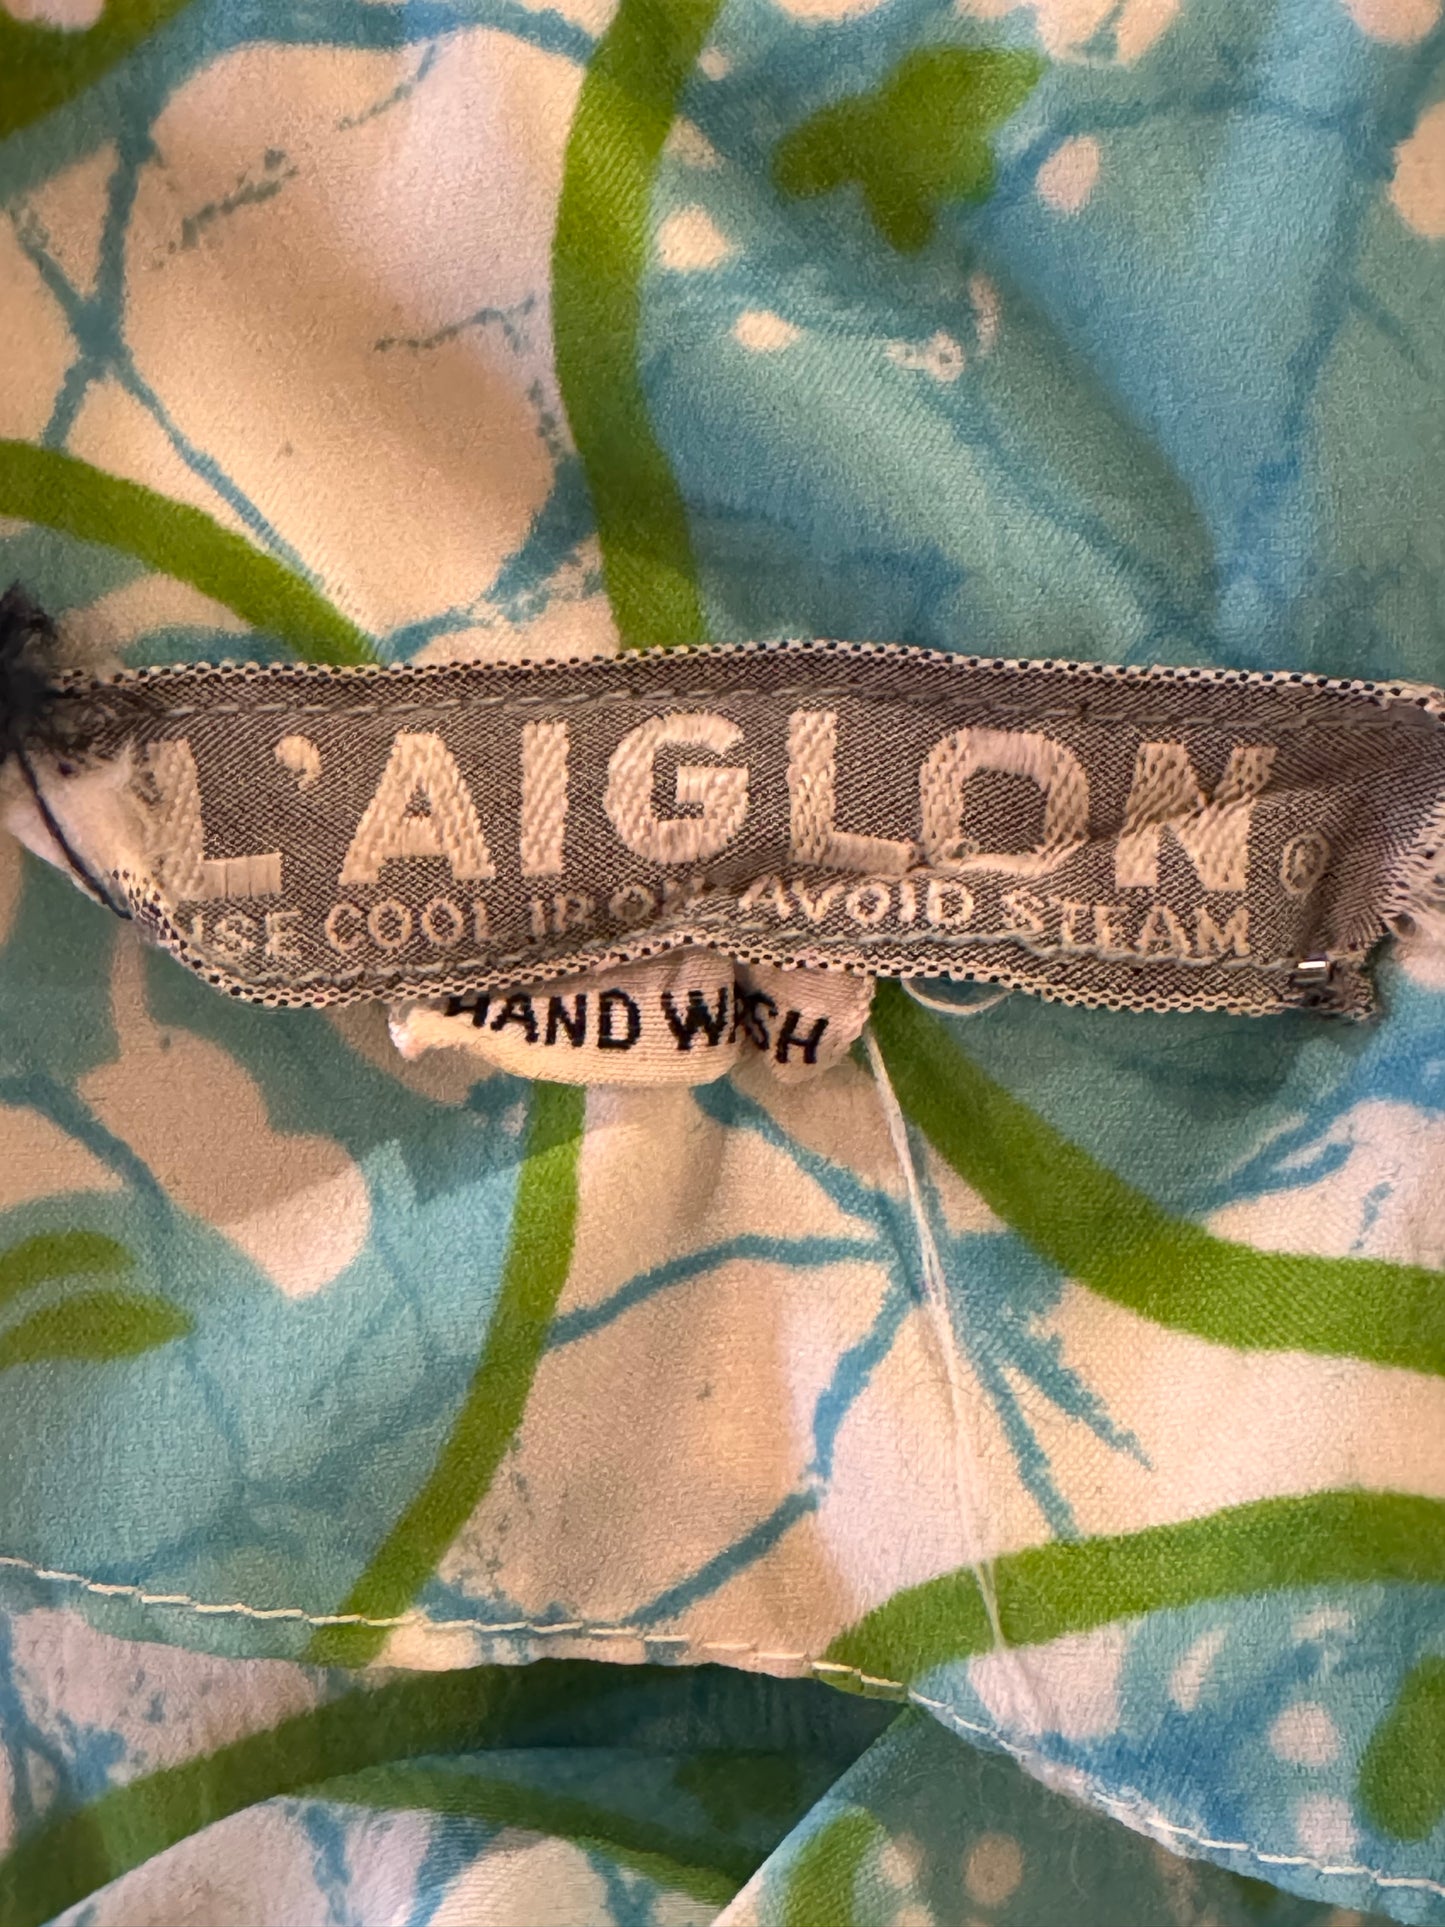 L'AIGLON®
USE COOL IRON AVOID STEAM
HAND WASH